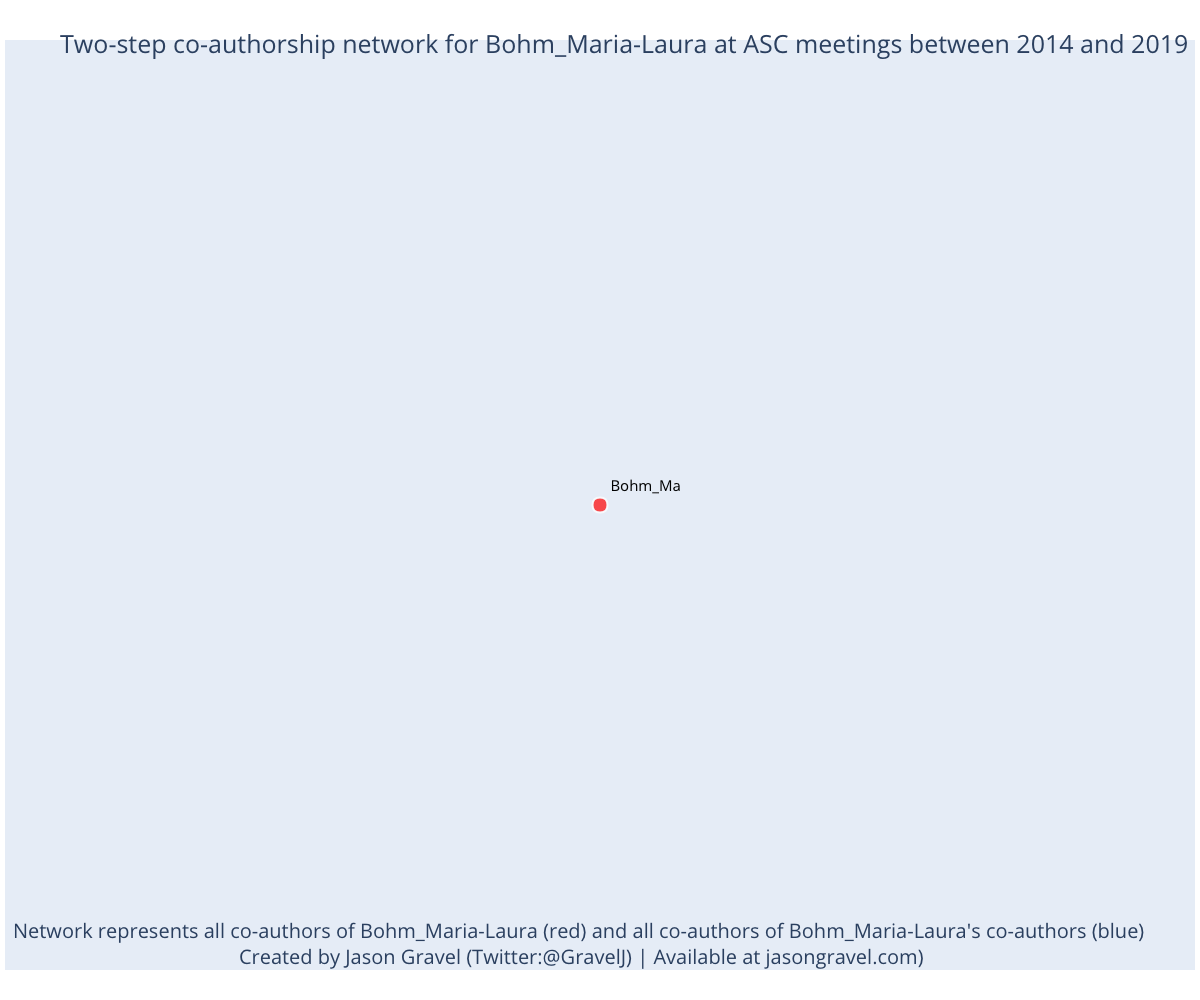 Two-step co-authorship network for Bohm_Maria-Laura at ASC meetings between 2014 and 2019
Bohm_Ma
Network represents all co-authors of Bohm_Maria-Laura (red) and all co-authors of Bohm_Maria-Laura's co-authors (blue)
Created by Jason Gravel (Twitter:@GravelJ) | Available at jasongravel.com)